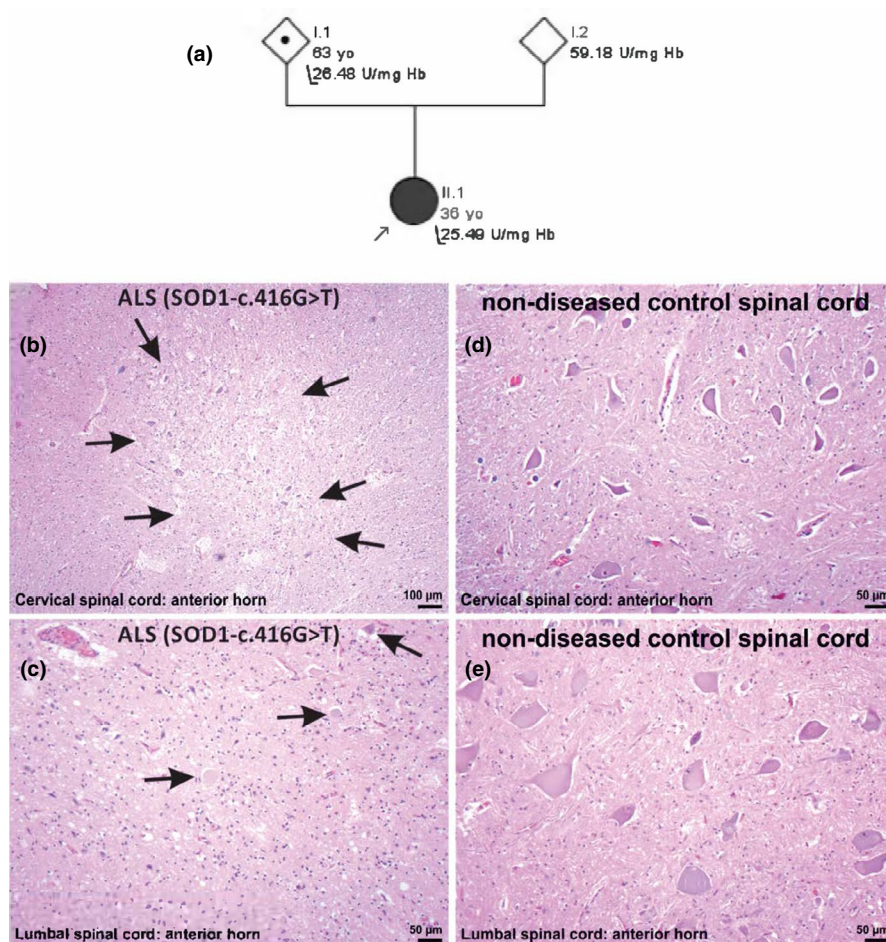 (a)
I.1
63 yo
26.48 U/mg Hb
I.2
59.18 U/mg Hb
II.1
36 yo
25.49 U/mg Hb
ALS (SOD1-c.416G>T)
(b)
Cervical spinal cord: anterior horn
100 µm
non-diseased control spinal cord
(d)
Cervical spinal cord: anterior horn
50 µm
ALS (SOD1-c.416G>T)
(c)
Lumbal spinal cord: anterior horn
50 µm
non-diseased control spinal cord
(e)
Lumbal spinal cord: anterior horn
50 µm